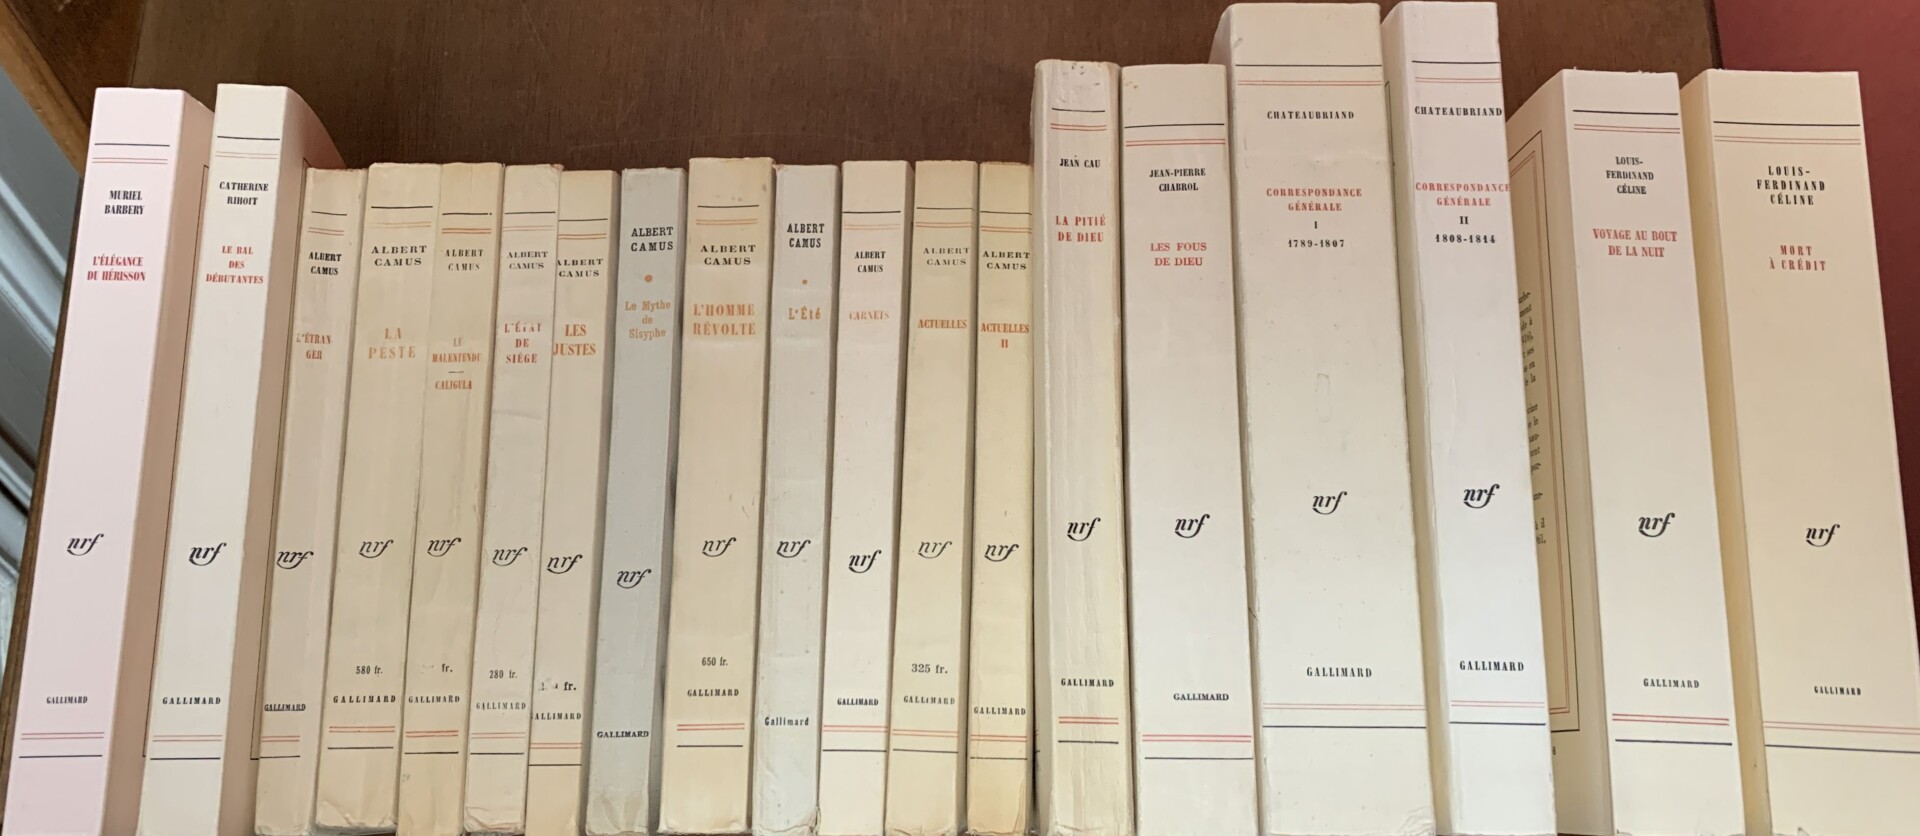 MURIEL
BARBERY
L'ÉLÉGANCE
DU HÉRISSON
nrf
GALLIMARD
CATHERINE
RIHOIT
LE BAL
DES
DÉBUTANTES
nrf
GALLIMARD
ALBERT
CAMUS
L'ÉTRAN
GER
nrf
GALLIMARD
ALBERT
CAMUS
LA
PESTE
nrf
580 fr.
GALLIMARD
ALBERT
CAMUS
LE
MALENTENDU
CALIGULA
nrf
fr.
GALLIMARD
ALBERT
CAMUS
L'ÉTAT
DE
SIÉGE
nrf
280 fr.
GALLIMARD
ALBERT
CAMUS
LES
JUSTES
nrf
fr.
GALLIMARD
ALBERT
CAMUS
Le Mythe
de
Sisyphe
nrf
GALLIMARD
ALBERT
CAMUS
L'HOMME
RÉVOLTÉ
nrf
650 fr.
GALLIMARD
ALBERT
CAMUS
L'Été
nrf
Gallimard
ALBERT
CAMUS
CARNETS
nrf
GALLIMARD
ALBERT
CAMUS
ACTUELLES
nrf
325 fr.
GALLIMARD
ALBERT
CAMUS
ACTUELLES
II
nrf
GALLIMARD
JEAN CAU
LA PITIÉ
DE DIEU
nrf
GALLIMARD
JEAN-PIERRE
CHABROL
LES FOUS
DE DIEU
nrf
GALLIMARD
CHATEAUBRIAND
CORRESPONDANCE
GÉNÉRALE
I
1789-1807
nrf
GALLIMARD
CHATEAUBRIAND
CORRESPONDANCE
GÉNÉRALE
II
1808-1814
nrf
GALLIMARD
LOUIS-
FERDINAND
CÉLINE
VOYAGE AU BOUT
DE LA NUIT
nrf
GALLIMARD
LOUIS-
FERDINAND
CÉLINE
MORT
À CRÉDIT
nrf
GALLIMARD